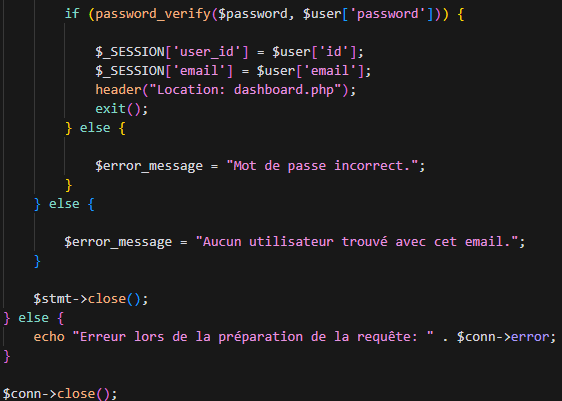 if (password_verify($password, $user['password'])) {
$_SESSION['user_id'] = $user['id'];
$_SESSION['email'] = $user['email'];
header("Location: dashboard.php");
exit();
} else {
$error_message = "Mot de passe incorrect.";
}
} else {
$error_message = "Aucun utilisateur trouvé avec cet email.";
}
$stmt->close();
} else {
echo "Erreur lors de la préparation de la requête: " . $conn->error;
}
$conn->close();